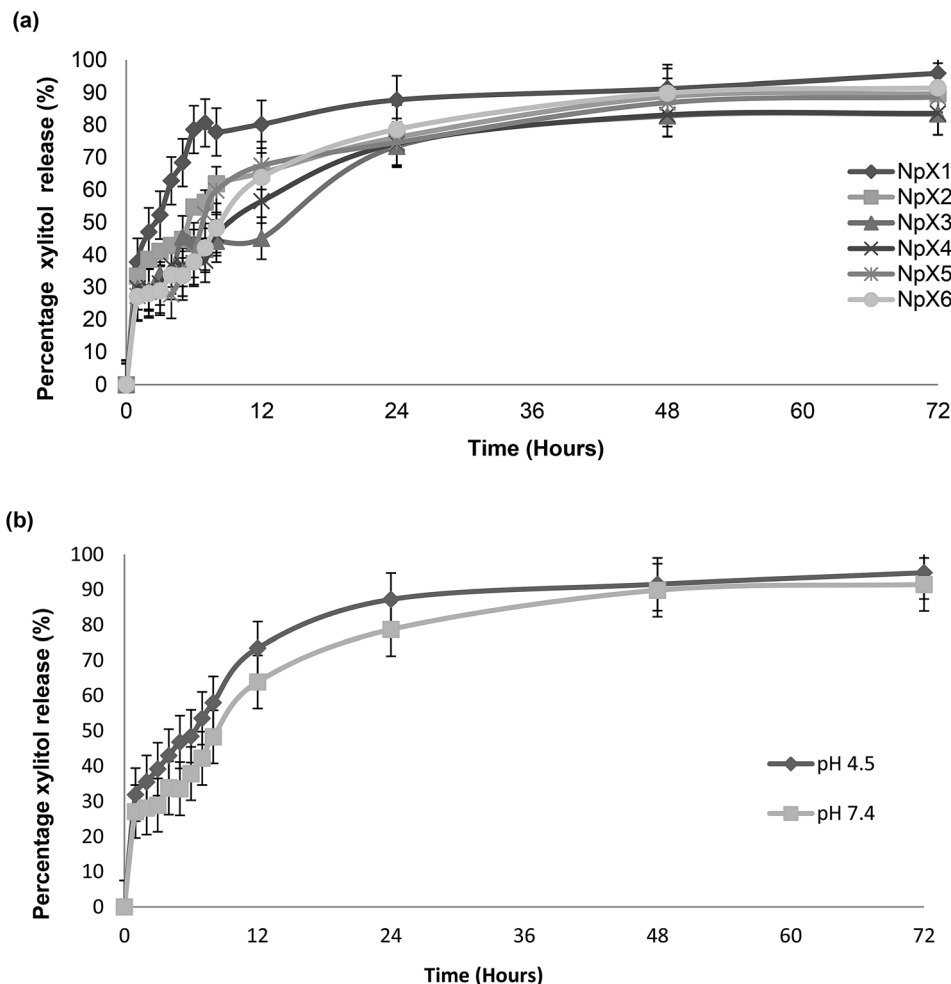 (a)
Percentage xylitol release (%)
100
90
80
70
60
50
40
30
20
10
0
0 12 24 36 48 60 72
Time (Hours)
NpX1
NpX2
NpX3
NpX4
NpX5
NpX6
(b)
Percentage xylitol release (%)
100
90
80
70
60
50
40
30
20
10
0
0 12 24 36 48 60 72
Time (Hours)
pH 4.5
pH 7.4